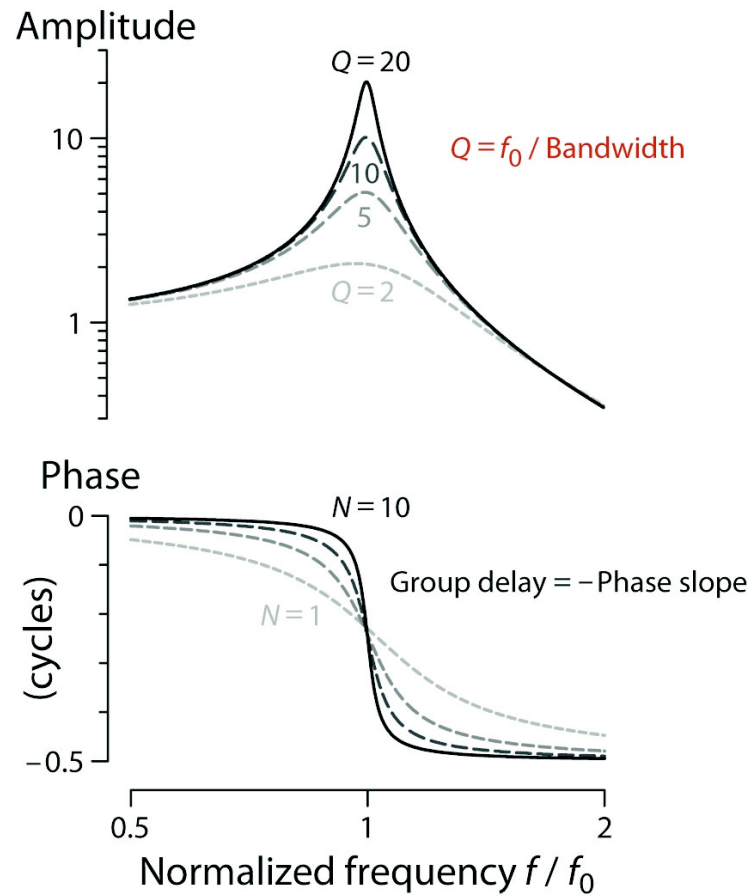 Amplitude
Q = 20
10
Q = f0 / Bandwidth
10
5
1
Q = 2
Phase
0
N = 10
Group delay = −Phase slope
N = 1
(cycles)
−0.5
0.5 1 2
Normalized frequency f / f0